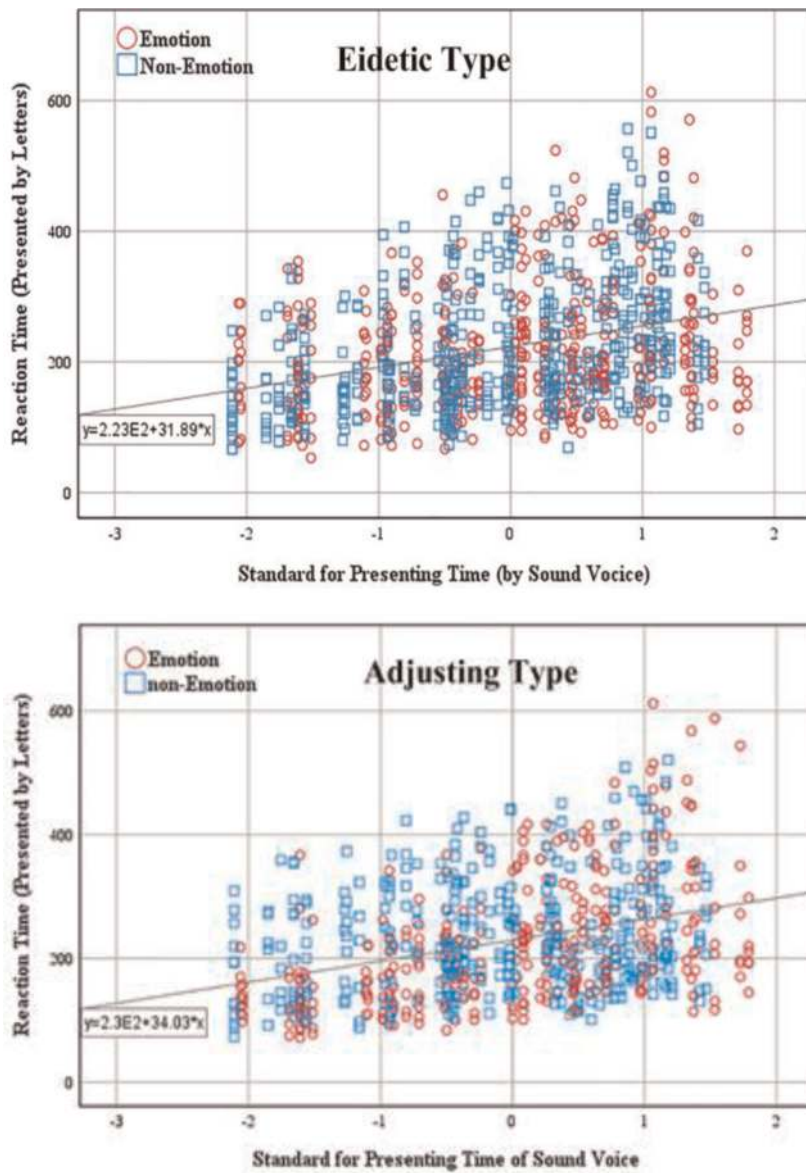 Emotion
Non-Emotion
Eidetic Type
Reaction Time (Presented by Letters)
600
400
200
0
y=2.23E2+31.89*x
-3 -2 -1 0 1 2
Standard for Presenting Time (by Sound Vocice)
Emotion
non-Emotion
Adjusting Type
Reaction Time (Presented by Letters)
600
400
200
0
y=2.3E2+34.03*x
-3 -2 -1 0 1 2
Standard for Presenting Time of Sound Voice